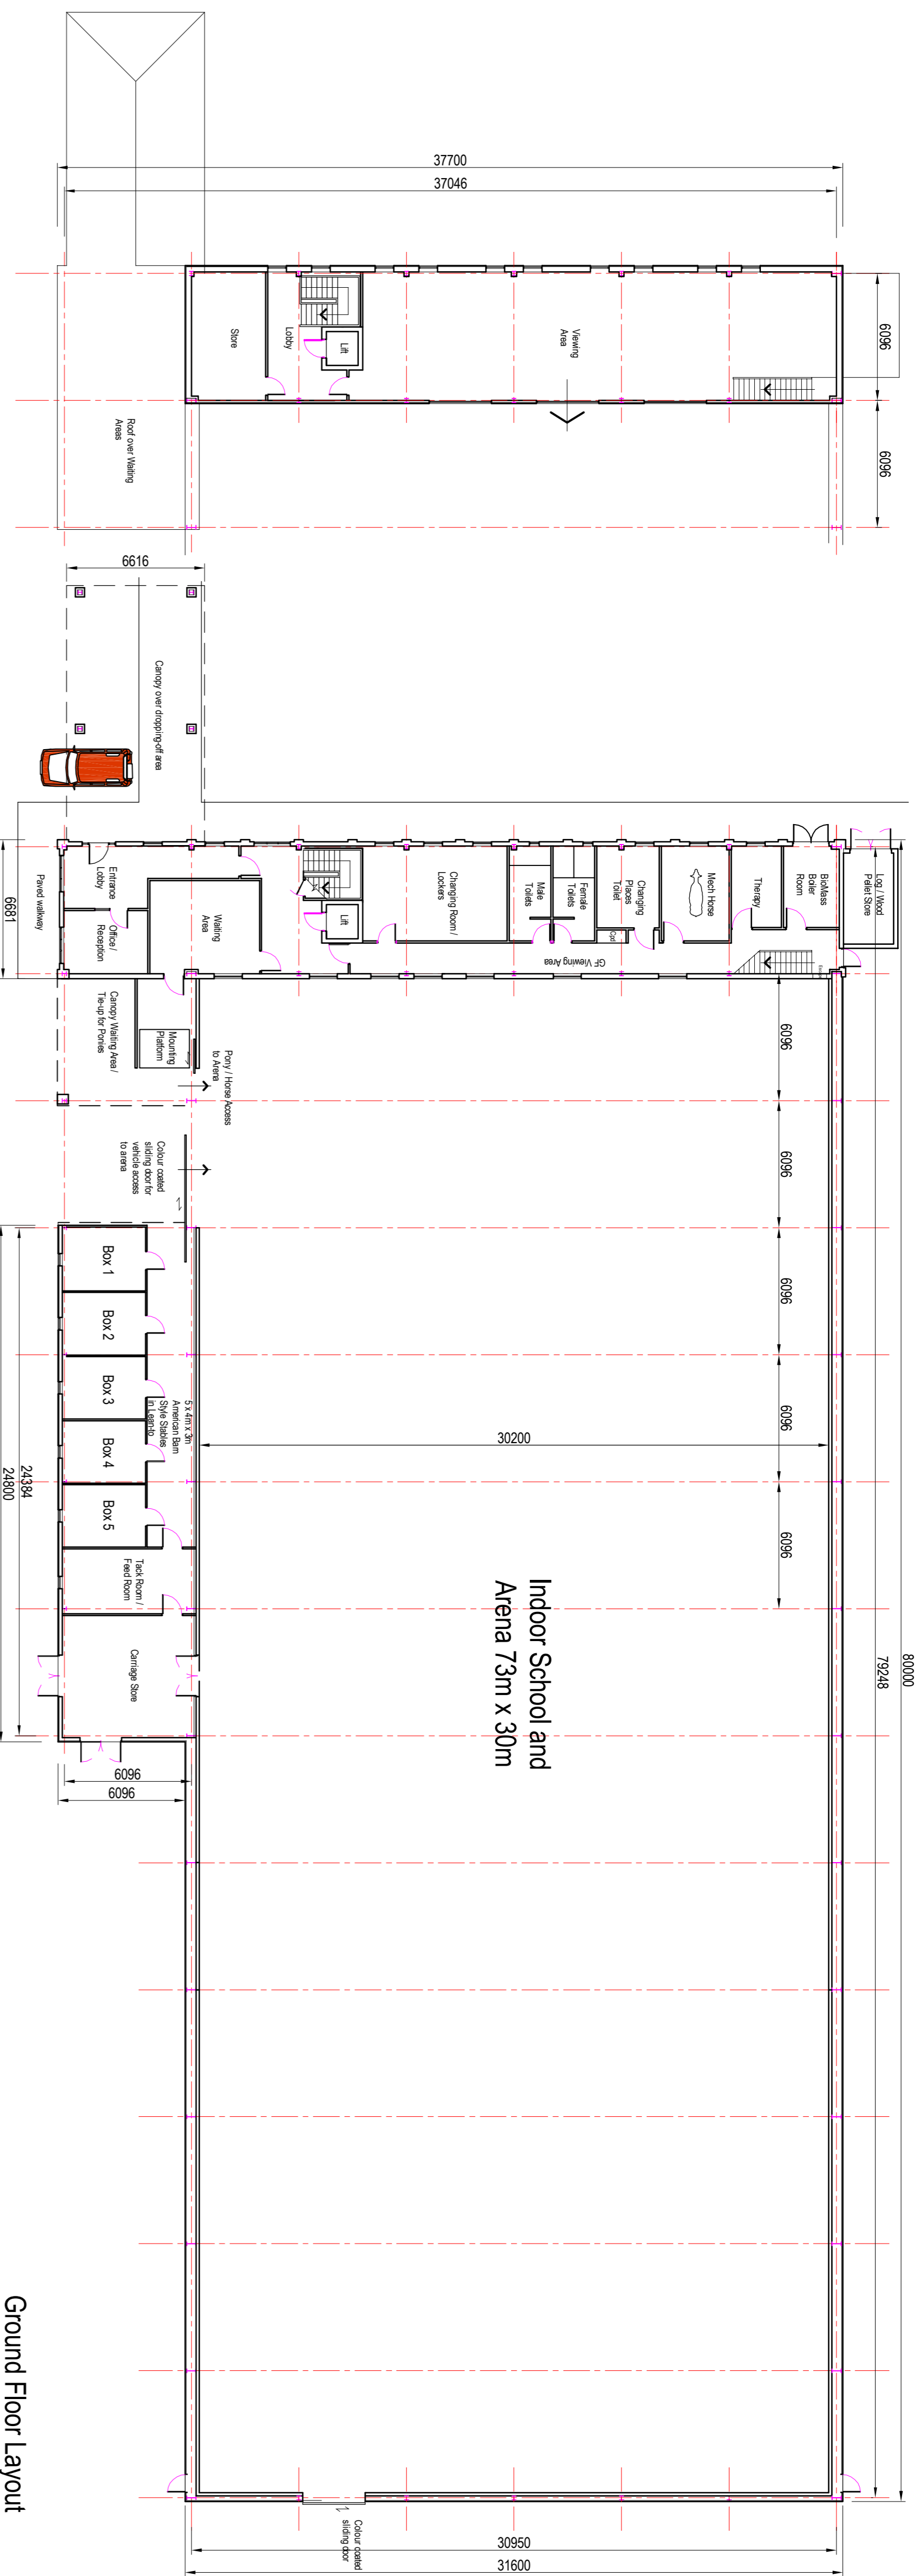 37700
37046
6096
6096
Viewing
Area
Lift
Lobby
Store
Roof over Waiting
Areas
6616
Canopy over dropping-off area
80000
79248
Log / Wood
Pellet Store
BioMass
Boiler
Room
Therapy
Mech Horse
Changing
Places
Toilet
Cpd
Female
Toilets
Male
Toilets
GF Viewing Area
Changing Room /
Lockers
Lift
Waiting
Area
Entrance
Lobby
Office /
Reception
Paved walkway
6681
Mounting
Platform
Canopy Waiting Area /
Tie-up for Ponies
Pony / Horse Access
to Arena
Colour coated
sliding door for
vehicle access
to arena
6096
6096
6096
6096
6096
30200
Box 1
Box 2
Box 3
Box 4
Box 5
5 x 4m x 3m
American Barn
Style Stables
in Lean-to
Tack Room /
Feed Room
Carriage Store
24384
24800
6096
6096
Indoor School and
Arena 73m x 30m
Colour coated
sliding door
30950
31600
Ground Floor Layout